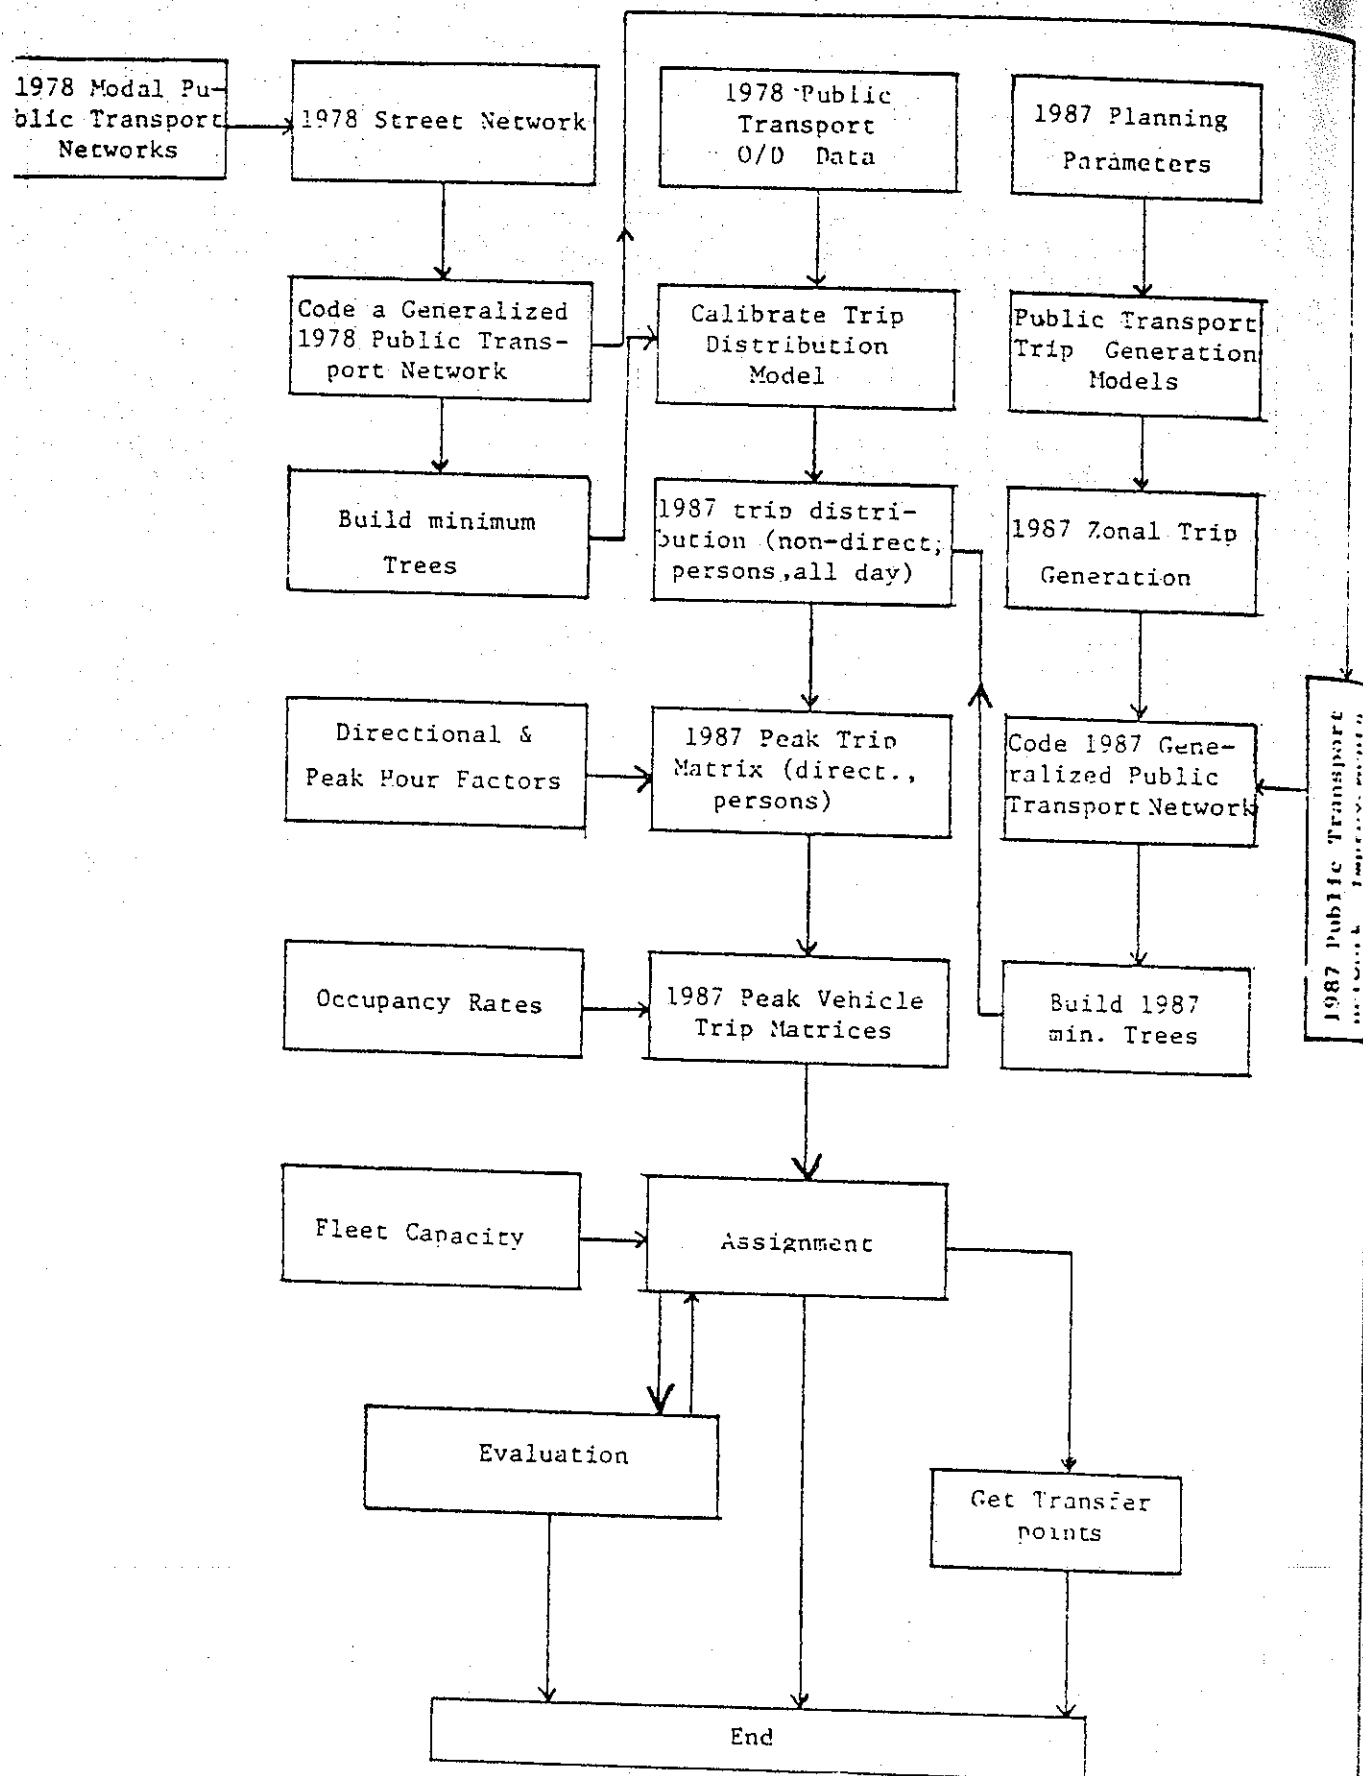 1978 Modal Pu-
blic Transport
Networks
1978 Street Network
1978 Public
Transport
O/D Data
1987 Planning
Parameters
Code a Generalized
1978 Public Trans-
port Network
Calibrate Trip
Distribution
Model
Public Transport
Trip Generation
Models
Build minimum
Trees
1987 trip distri-
bution (non-direct,
persons,all day)
1987 Zonal Trip
Generation
Directional &
Peak Hour Factors
1987 Peak Trip
Matrix (direct.,
persons)
Code 1987 Gene-
ralized Public
Transport Network
1987 Public Transport
Occupancy Rates
1987 Peak Vehicle
Trip Matrices
Build 1987
min. Trees
Fleet Capacity
Assignment
Evaluation
Get Transfer
points
End